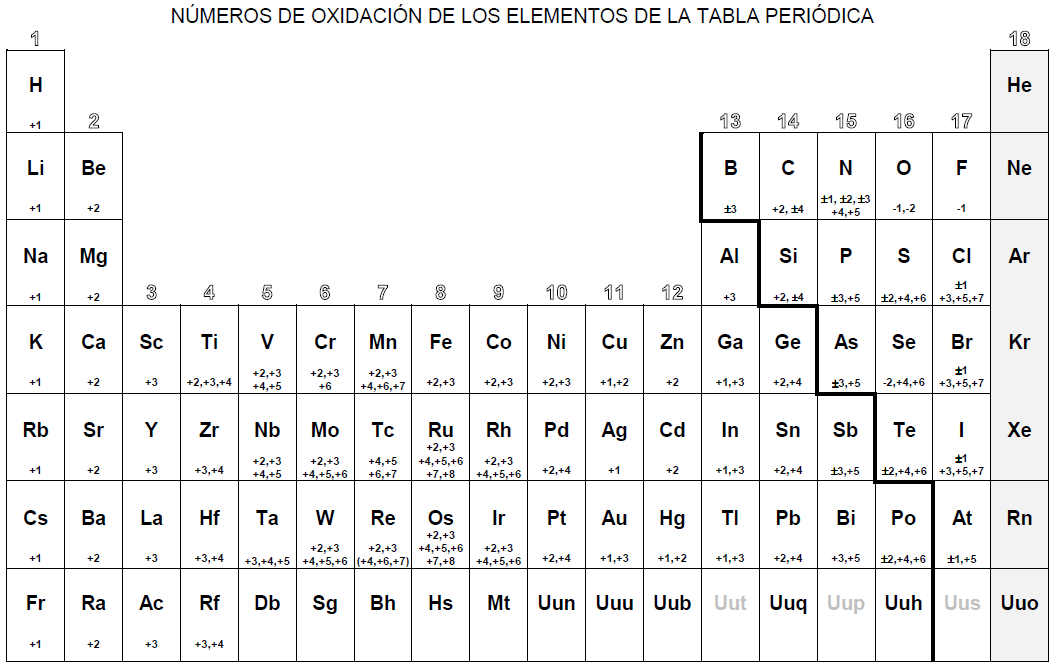 NÚMEROS DE OXIDACIÓN DE LOS ELEMENTOS DE LA TABLA PERIÓDICA
1 18
H He
+1
2 13 14 15 16 17
Li Be B C N O F Ne
±1, ±2, ±3
+1 +2 ±3 +2, ±4 +4,+5 -1,-2 -1
Na Mg Al Si P S Cl Ar
±1
+1 +2 +3 +2, ±4 ±3,+5 ±2,+4,+6 +3,+5,+7
3 4 5 6 7 8 9 10 11 12
K Ca Sc Ti V Cr Mn Fe Co Ni Cu Zn Ga Ge As Se Br Kr
+2,+3 +2,+3 +2,+3 ±1
+1 +2 +3 +2,+3,+4 +4,+5 +6 +4,+6,+7 +2,+3 +2,+3 +2,+3 +1,+2 +2 +1,+3 +2,+4 ±3,+5 -2,+4,+6 +3,+5,+7
Rb Sr Y Zr Nb Mo Tc Ru Rh Pd Ag Cd In Sn Sb Te I Xe
+2,+3
+2,+3 +2,+3 +4,+5 +4,+5,+6 +2,+3 ±1
+1 +2 +3 +3,+4 +4,+5 +4,+5,+6 +6,+7 +7,+8 +4,+5,+6 +2,+4 +1 +2 +1,+3 +2,+4 ±3,+5 ±2,+4,+6 +3,+5,+7
Cs Ba La Hf Ta W Re Os Ir Pt Au Hg Tl Pb Bi Po At Rn
+2,+3
+2,+3 +2,+3 +4,+5,+6 +2,+3
+1 +2 +3 +3,+4 +3,+4,+5 +4,+5,+6 (+4,+6,+7) +7,+8 +4,+5,+6 +2,+4 +1,+3 +1,+2 +1,+3 +2,+4 +3,+5 ±2,+4,+6 ±1,+5
Fr Ra Ac Rf Db Sg Bh Hs Mt Uun Uuu Uub Uut Uuq Uup Uuh Uus Uuo
+1 +2 +3 +3,+4